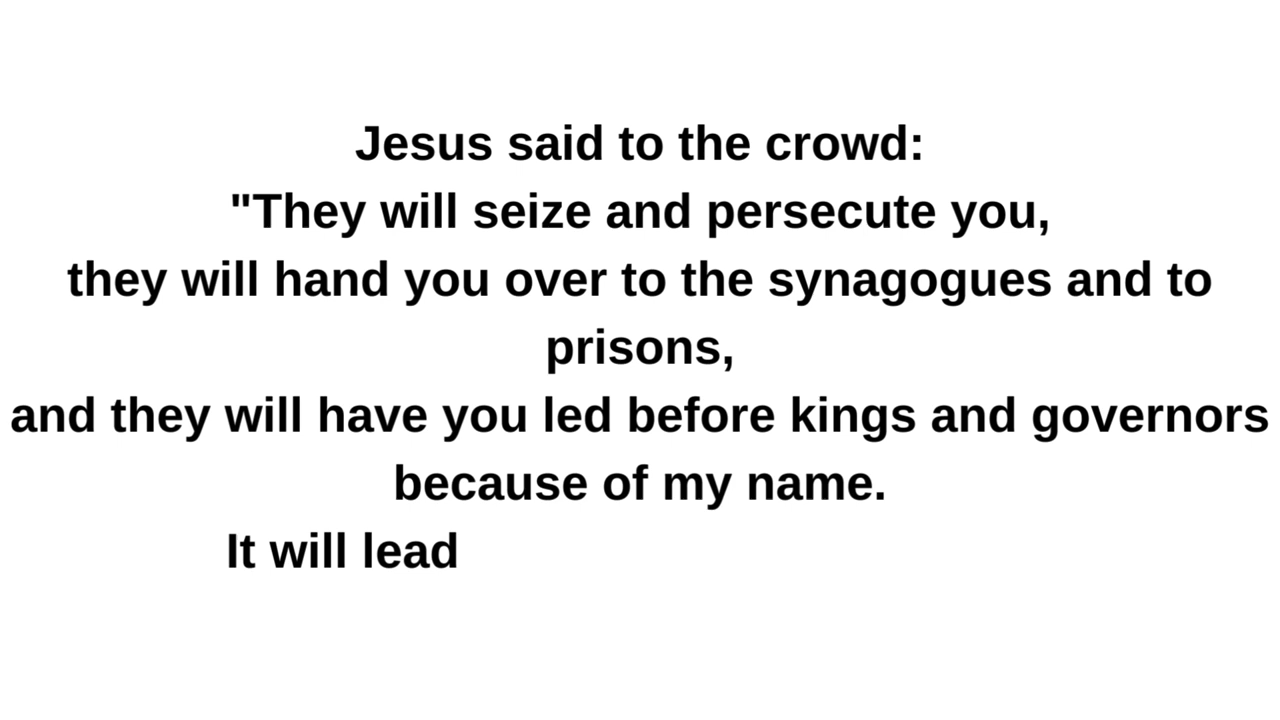 Jesus said to the crowd:
"They will seize and persecute you,
they will hand you over to the synagogues and to
prisons,
and they will have you led before kings and governors
because of my name.
It will lead